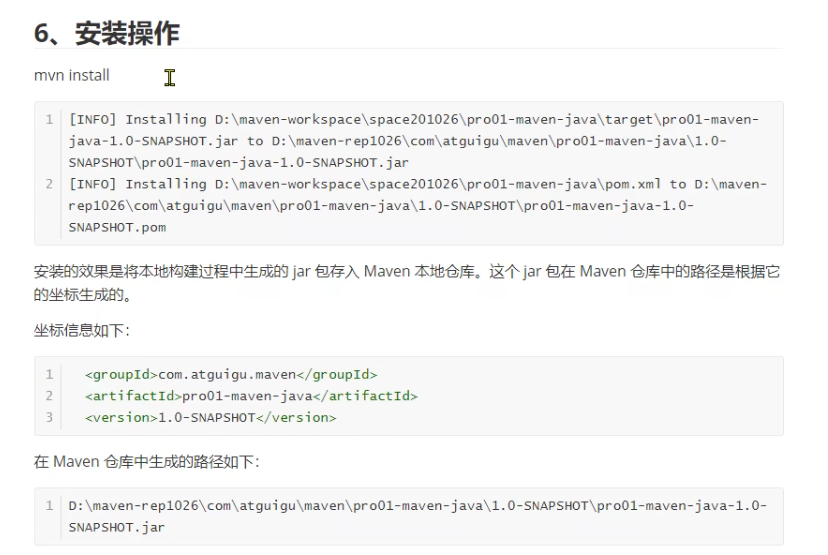 6、安装操作
mvn install
1 [INFO] Installing D:\maven-workspace\space201026\pro01-maven-java\target\pro01-maven-
java-1.0-SNAPSHOT.jar to D:\maven-rep1026\com\atguigu\maven\pro01-maven-java\1.0-
SNAPSHOT\pro01-maven-java-1.0-SNAPSHOT.jar
2 [INFO] Installing D:\maven-workspace\space201026\pro01-maven-java\pom.xml to D:\maven-
rep1026\com\atguigu\maven\pro01-maven-java\1.0-SNAPSHOT\pro01-maven-java-1.0-
SNAPSHOT.pom
安装的效果是将本地构建过程中生成的 jar 包存入 Maven 本地仓库。这个 jar 包在 Maven 仓库中的路径是根据它
的坐标生成的。
坐标信息如下：
1 <groupId>com.atguigu.maven</groupId>
2 <artifactId>pro01-maven-java</artifactId>
3 <version>1.0-SNAPSHOT</version>
在 Maven 仓库中生成的路径如下：
1 D:\maven-rep1026\com\atguigu\maven\pro01-maven-java\1.0-SNAPSHOT\pro01-maven-java-1.0-
SNAPSHOT.jar